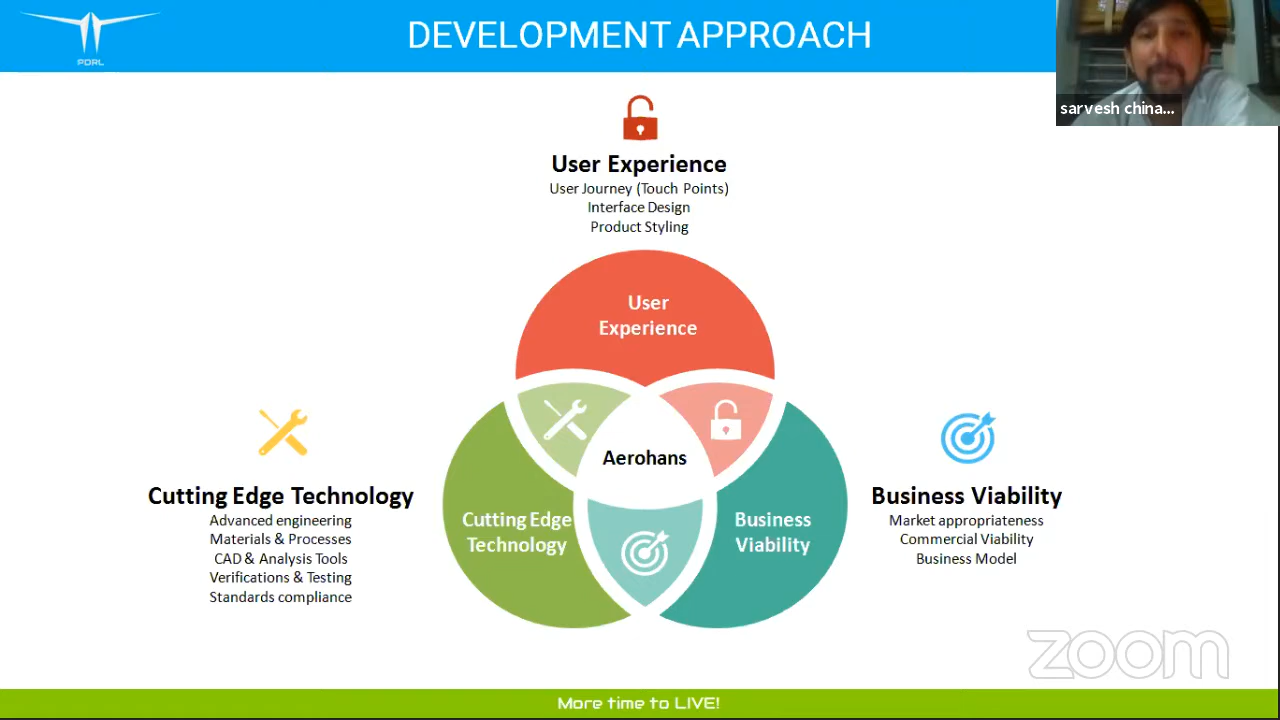 DEVELOPMENT APPROACH
PDRL
sarvesh china...
User Experience
User Journey (Touch Points)
Interface Design
Product Styling
User
Experience
Aerohans
Cutting Edge Technology
Advanced engineering
Materials & Processes
CAD & Analysis Tools
Verifications & Testing
Standards compliance
Cutting Edge
Technology
Business
Viability
Business Viability
Market appropriateness
Commercial Viability
Business Model
zoom
More time to LIVE!